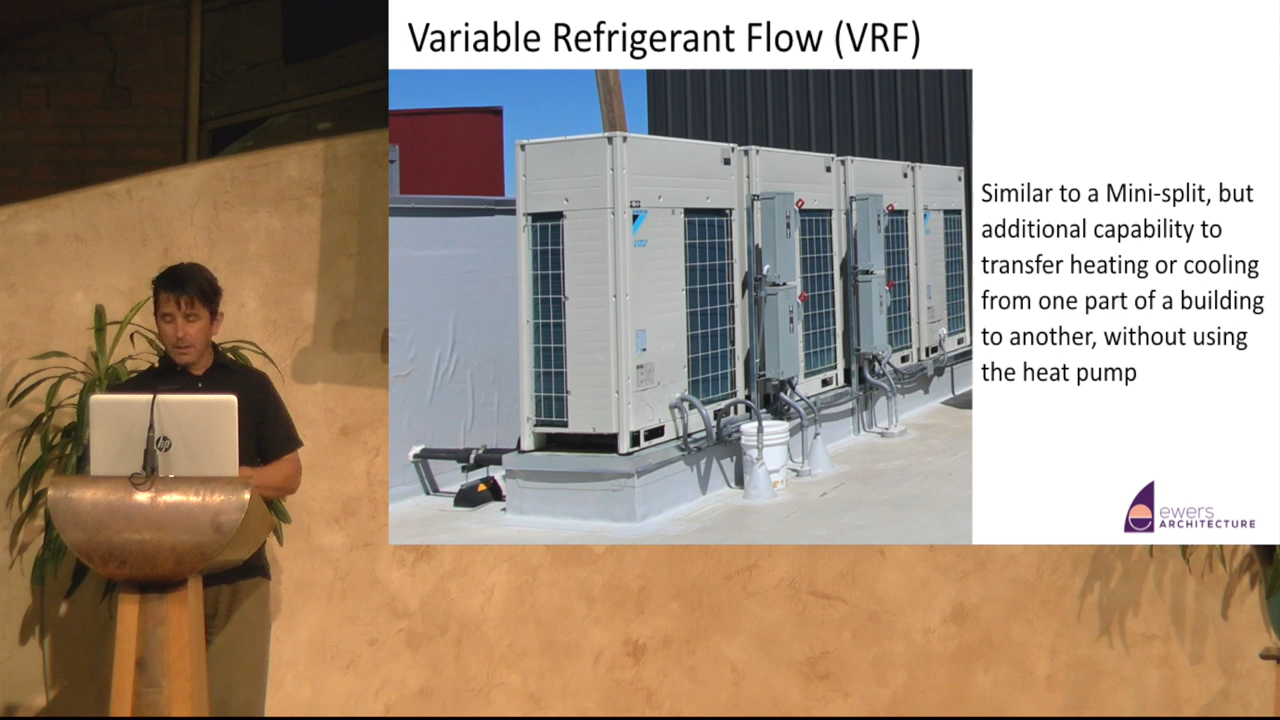 Variable Refrigerant Flow (VRF)
Similar to a Mini-split, but
additional capability to
transfer heating or cooling
from one part of a building
to another, without using
the heat pump
ewers
ARCHITECTURE
hp